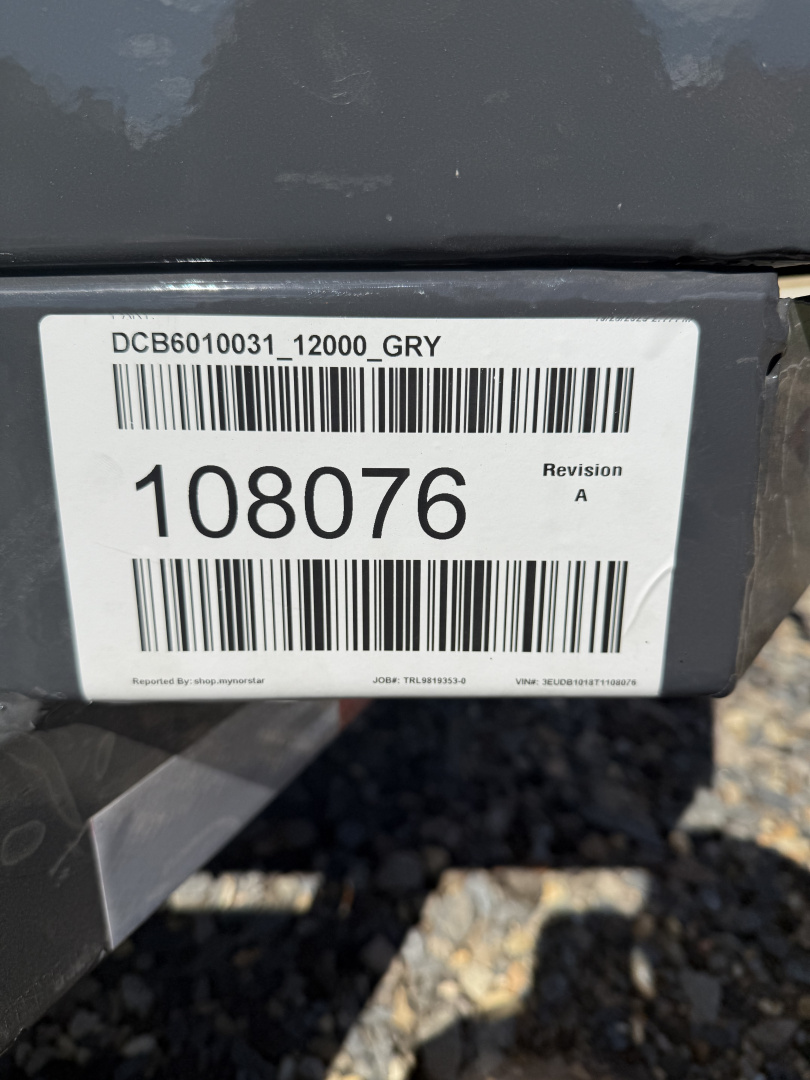 DCB6010031_12000_GRY
108076
Revision
A
Reported By: shop.mynorstar
JOB#: TRL9819353-0
VIN#: 3EUDB1018T1108076